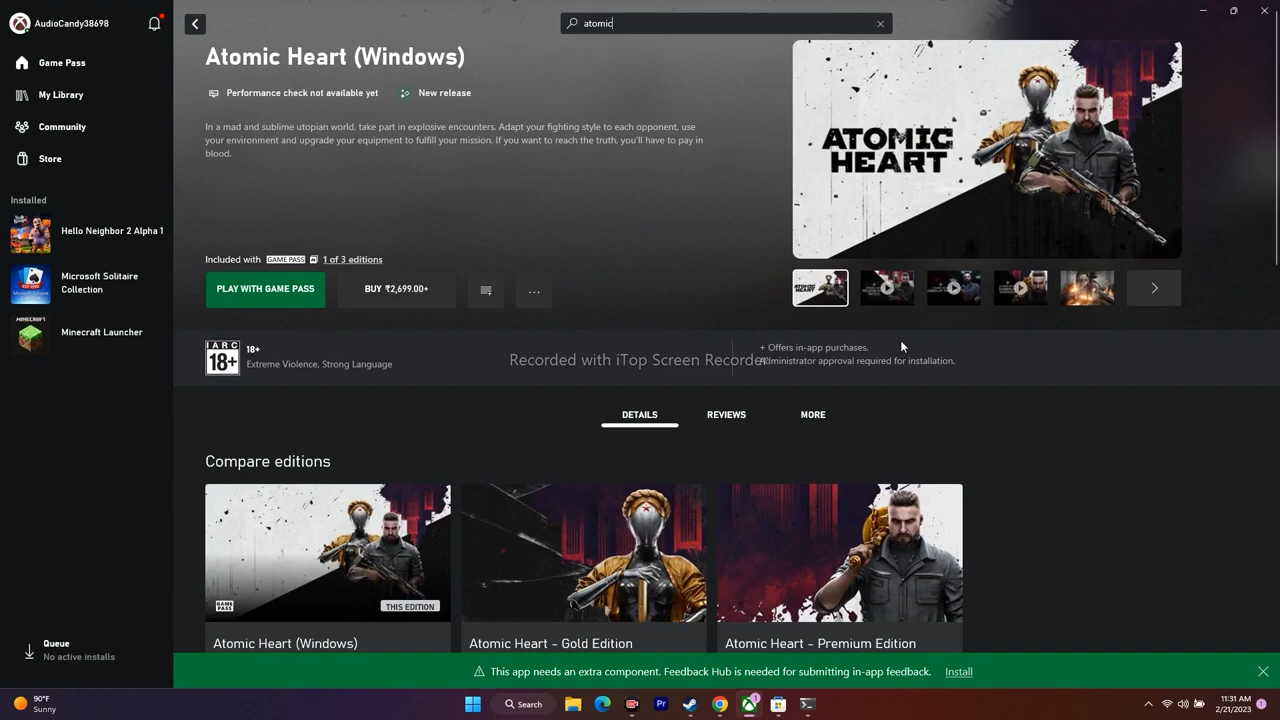 AudioCandy38698
atomic
Game Pass
My Library
Community
Store
Installed
Hello Neighbor 2 Alpha 1
Microsoft Solitaire
Collection
MINECRAFT
Minecraft Launcher
Queue
No active installs
Atomic Heart (Windows)
Performance check not available yet
New release
In a mad and sublime utopian world, take part in explosive encounters. Adapt your fighting style to each opponent, use
your environment and upgrade your equipment to fulfill your mission. If you want to reach the truth, you'll have to pay in
blood.
ATOMIC
HEART
Included with GAME PASS 1 of 3 editions
PLAY WITH GAME PASS
BUY ₹2,699.00+
...
IARC
18+
18+
Extreme Violence, Strong Language
Recorded with iTop Screen Recorder
+ Offers in-app purchases.
Administrator approval required for installation.
DETAILS
REVIEWS
MORE
Compare editions
GAME PASS
THIS EDITION
Atomic Heart (Windows)
Atomic Heart - Gold Edition
Atomic Heart - Premium Edition
This app needs an extra component. Feedback Hub is needed for submitting in-app feedback. Install
90°F
Sunny
Search
Pr
1
11:31 AM
2/21/2023
1